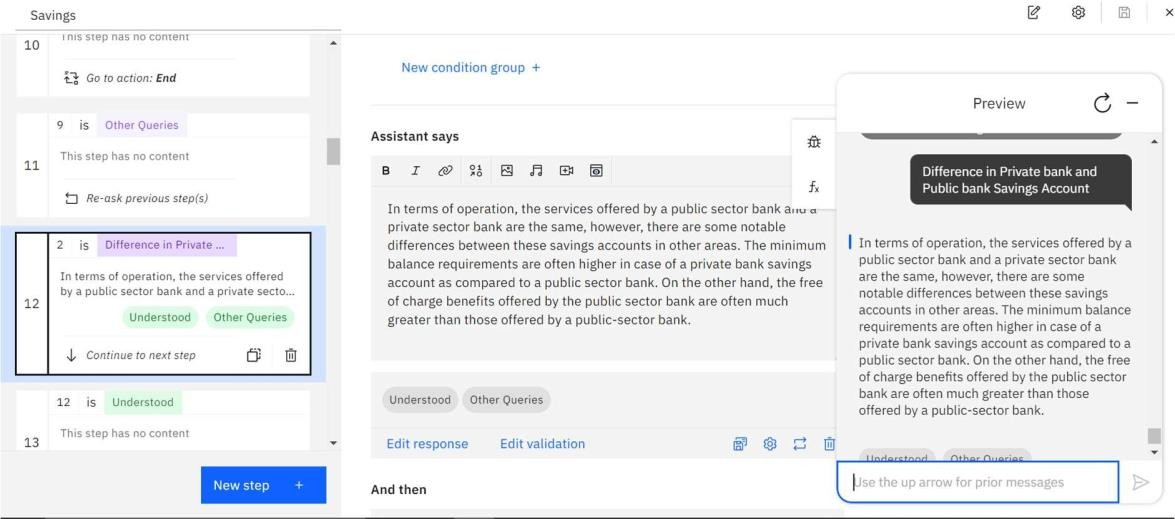 Savings
10
This step has no content
Go to action: End
9 is Other Queries
11
This step has no content
Re-ask previous step(s)
2 is Difference in Private ...
12
In terms of operation, the services offered
by a public sector bank and a private secto...
Understood Other Queries
Continue to next step
12 is Understood
13
This step has no content
New step +
New condition group +
Assistant says
B I
In terms of operation, the services offered by a public sector bank and a
private sector bank are the same, however, there are some notable
differences between these savings accounts in other areas. The minimum
balance requirements are often higher in case of a private bank savings
account as compared to a public sector bank. On the other hand, the free
of charge benefits offered by the public sector bank are often much
greater than those offered by a public-sector bank.
Understood Other Queries
Edit response Edit validation
And then
fx
Preview
Difference in Private bank and
Public bank Savings Account
In terms of operation, the services offered by a
public sector bank and a private sector bank
are the same, however, there are some
notable differences between these savings
accounts in other areas. The minimum balance
requirements are often higher in case of a
private bank savings account as compared to a
public sector bank. On the other hand, the free
of charge benefits offered by the public sector
bank are often much greater than those
offered by a public-sector bank.
Understood Other Queries
Use the up arrow for prior messages